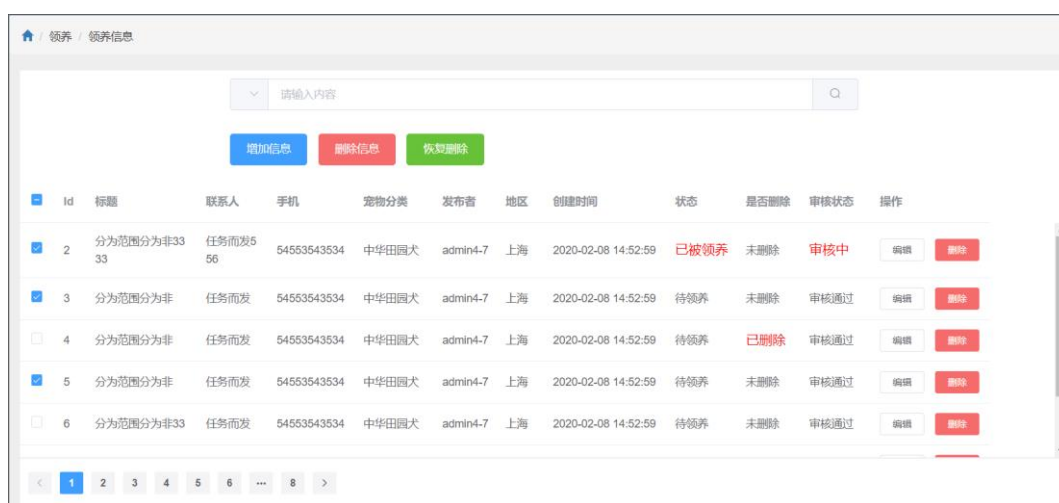 / 领养 / 领养信息
请输入内容
增加信息 删除信息 恢复删除
Id 标题 联系人 手机 宠物分类 发布者 地区 创建时间 状态 是否删除 审核状态 操作
2 分为范围分为非33 任务而发5 54553543534 中华田园犬 admin4-7 上海 2020-02-08 14:52:59 已被领养 未删除 审核中 编辑 删除
33 56
3 分为范围分为非 任务而发 54553543534 中华田园犬 admin4-7 上海 2020-02-08 14:52:59 待领养 未删除 审核通过 编辑 删除
4 分为范围分为非 任务而发 54553543534 中华田园犬 admin4-7 上海 2020-02-08 14:52:59 待领养 已删除 审核通过 编辑 删除
5 分为范围分为非 任务而发 54553543534 中华田园犬 admin4-7 上海 2020-02-08 14:52:59 待领养 未删除 审核通过 编辑 删除
6 分为范围分为非33 任务而发 54553543534 中华田园犬 admin4-7 上海 2020-02-08 14:52:59 待领养 未删除 审核通过 编辑 删除
< 1 2 3 4 5 6 ··· 8 >